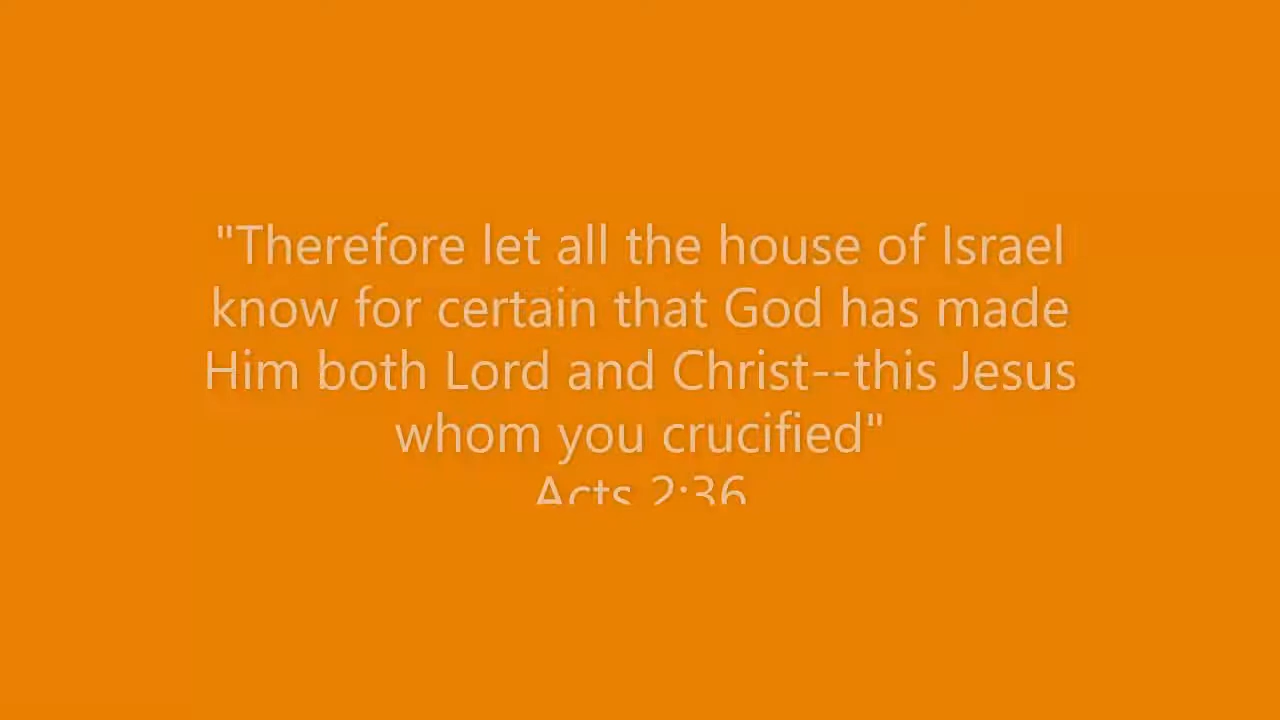 "Therefore let all the house of Israel
know for certain that God has made
Him both Lord and Christ--this Jesus
whom you crucified"
Acts 2:36